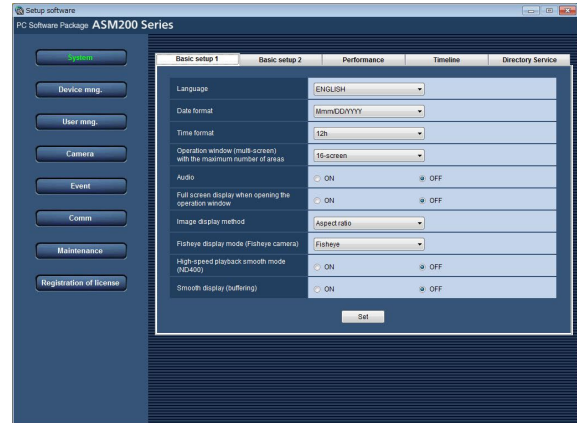 Setup software
PC Software Package ASM200 Series
System
Device mng.
User mng.
Camera
Event
Comm
Maintenance
Registration of license
Basic setup 1 Basic setup 2 Performance Timeline Directory Service
Language ENGLISH
Date format Mmm/DD/YYYY
Time format 12h
Operation window (multi-screen)
with the maximum number of areas 16-screen
Audio ON OFF
Full screen display when opening the
operation window ON OFF
Image display method Aspect ratio
Fisheye display mode (Fisheye camera) Fisheye
High-speed playback smooth mode
(ND400) ON OFF
Smooth display (buffering) ON OFF
Set